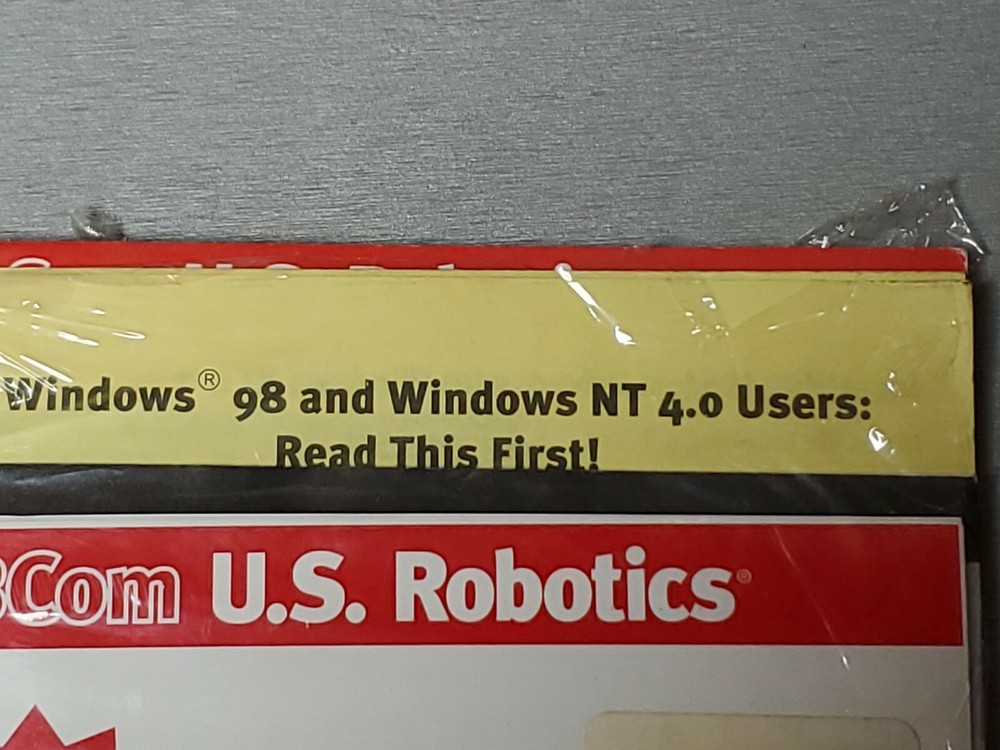 Windows® 98 and Windows NT 4.0 Users:
Read This First!
3Com U.S. Robotics®